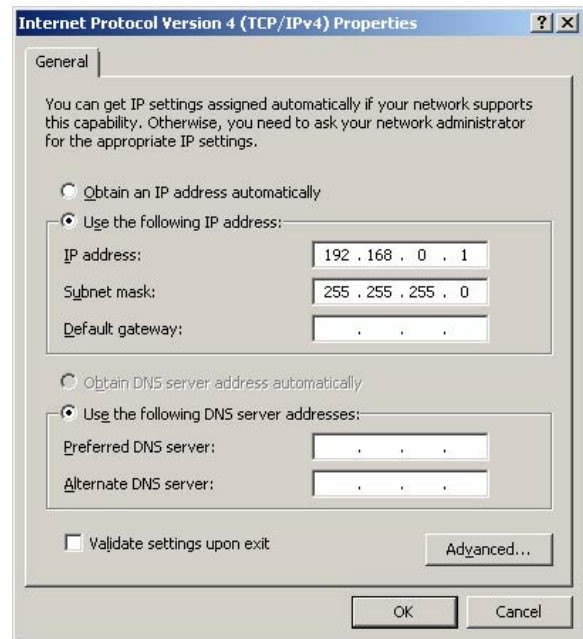 Internet Protocol Version 4 (TCP/IPv4) Properties
General
You can get IP settings assigned automatically if your network supports
this capability. Otherwise, you need to ask your network administrator
for the appropriate IP settings.
Obtain an IP address automatically
Use the following IP address:
IP address: 192 . 168 . 0 . 1
Subnet mask: 255 . 255 . 255 . 0
Default gateway: . . .
Obtain DNS server address automatically
Use the following DNS server addresses:
Preferred DNS server: . . .
Alternate DNS server: . . .
Validate settings upon exit
Advanced...
OK Cancel